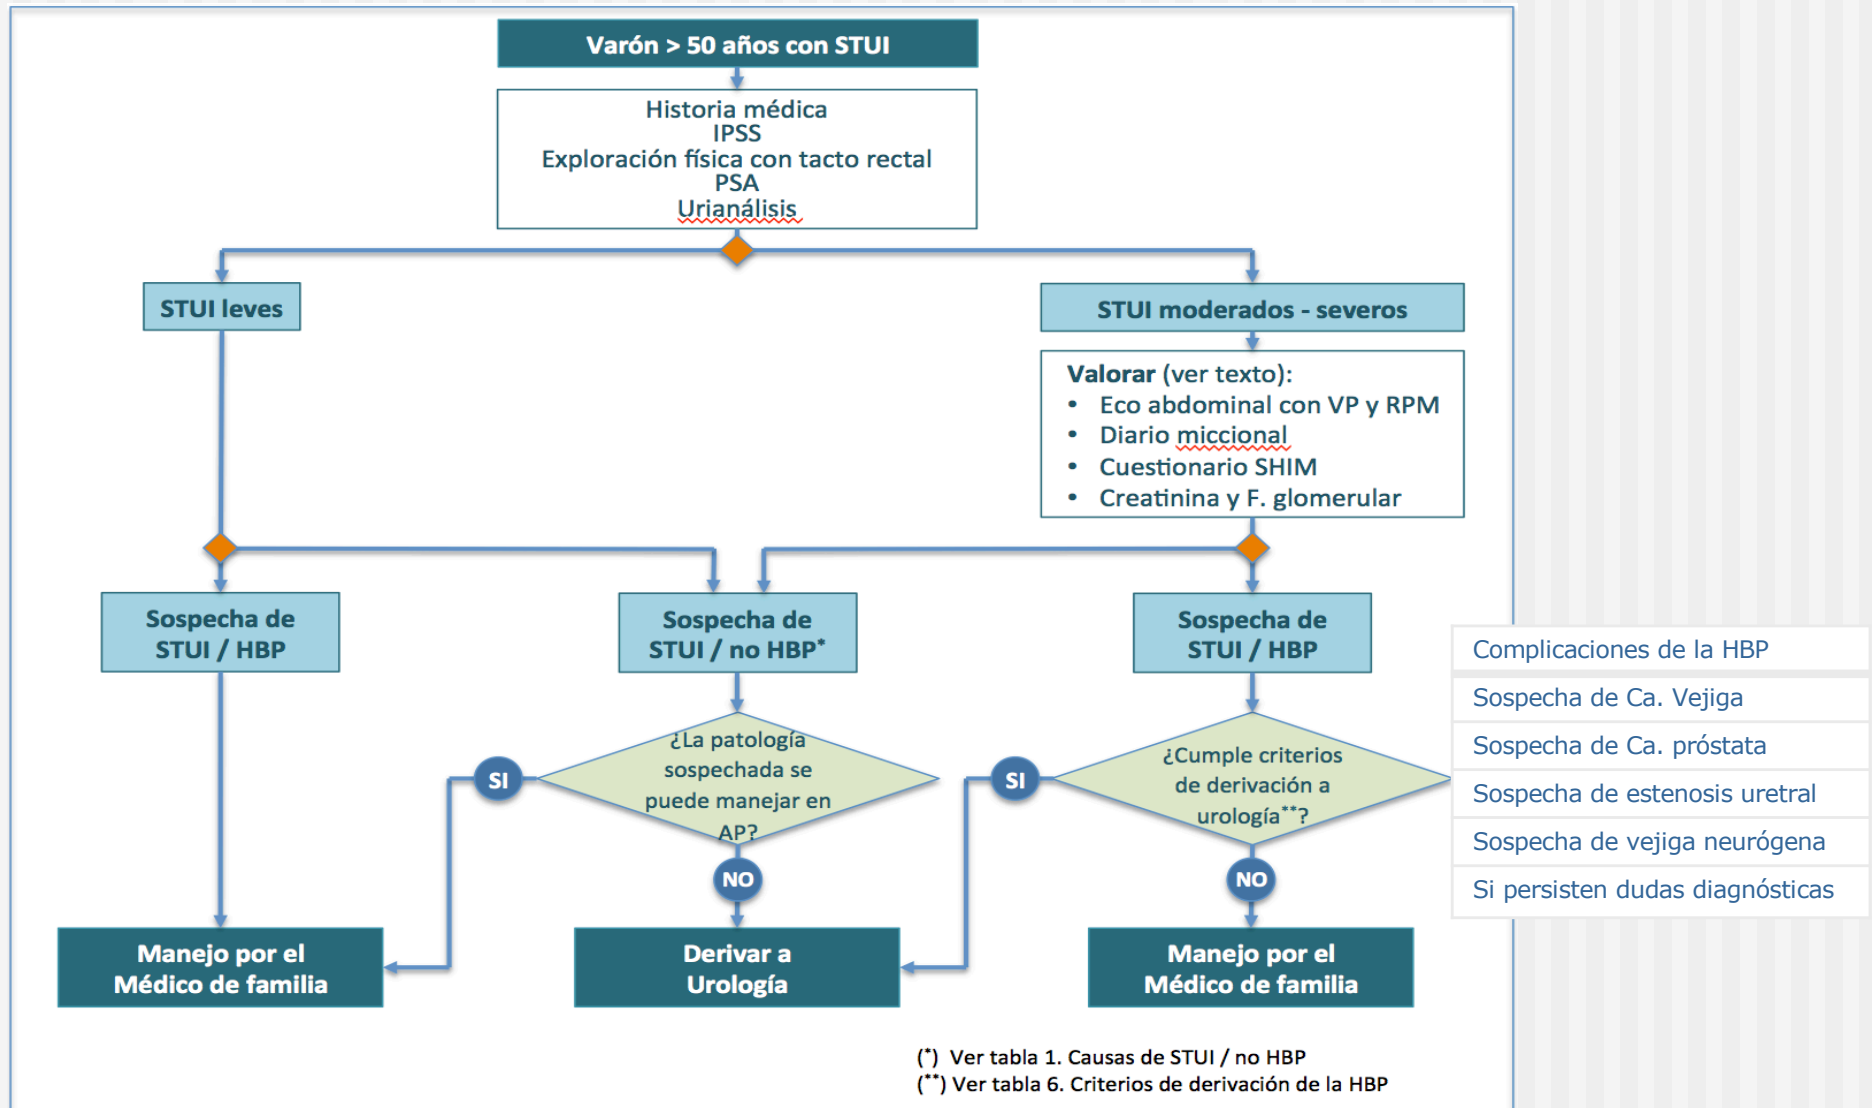 Varón > 50 años con STUI
Historia médica
IPSS
Exploración física con tacto rectal
PSA
Urianálisis
STUI leves
STUI moderados - severos
Valorar (ver texto):
• Eco abdominal con VP y RPM
• Diario miccional
• Cuestionario SHIM
• Creatinina y F. glomerular
Sospecha de
STUI / HBP
Sospecha de
STUI / no HBP*
Sospecha de
STUI / HBP
¿La patología
sospechada se
puede manejar en
AP?
SI
NO
¿Cumple criterios
de derivación a
urología**?
SI
NO
Complicaciones de la HBP
Sospecha de Ca. Vejiga
Sospecha de Ca. próstata
Sospecha de estenosis uretral
Sospecha de vejiga neurógena
Si persisten dudas diagnósticas
Manejo por el
Médico de familia
Derivar a
Urología
Manejo por el
Médico de familia
(*) Ver tabla 1. Causas de STUI / no HBP
(**) Ver tabla 6. Criterios de derivación de la HBP